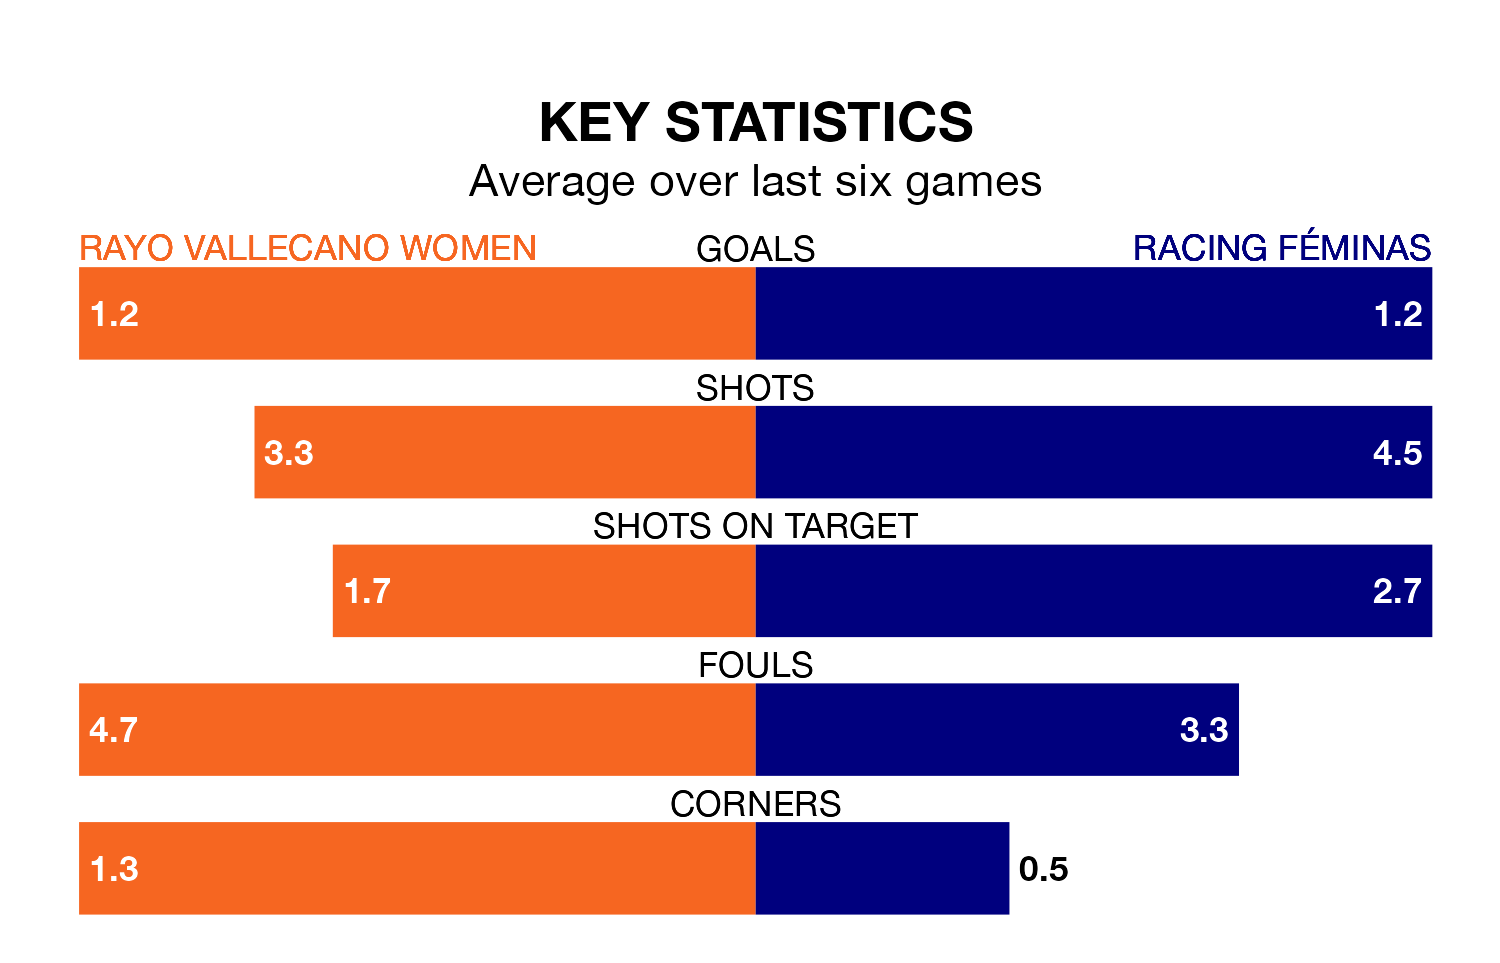 KEY STATISTICS
Average over last six games
RAYO VALLECANO WOMEN GOALS RACING FÉMINAS
1.2 1.2
SHOTS
3.3 4.5
SHOTS ON TARGET
1.7 2.7
FOULS
4.7 3.3
CORNERS
1.3 0.5